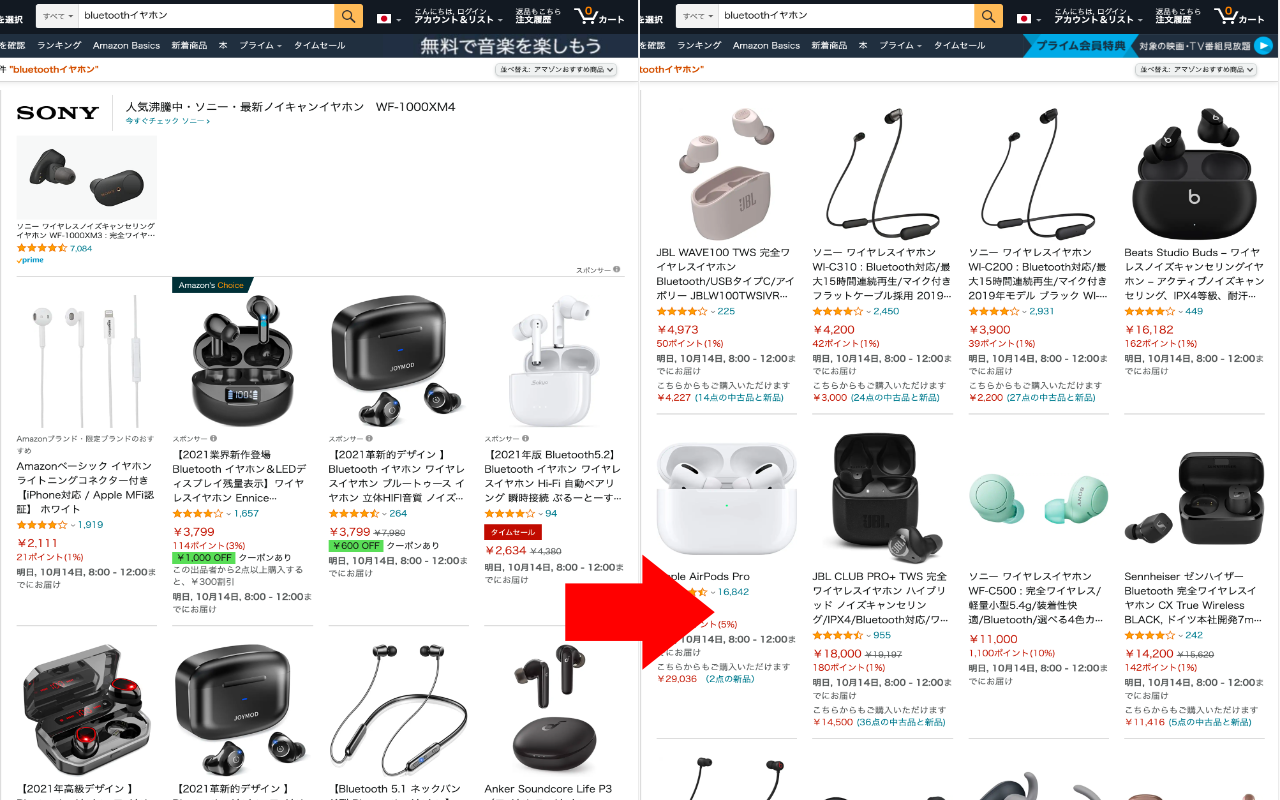 を選択
すべて
bluetoothイヤホン
こんにちは, ログイン
アカウント＆リスト
返品もこちら
注文履歴
0
カート
を確認
ランキング
Amazon Basics
新着商品
本
プライム
タイムセール
無料で音楽を楽しもう
件 "bluetoothイヤホン"
並べ替え: アマゾンおすすめ商品
SONY
人気沸騰中・ソニー・最新ノイキャンイヤホン　WF-1000XM4
今すぐチェック ソニー ›
ソニー ワイヤレスノイズキャンセリング
イヤホン WF-1000XM3 : 完全ワイヤ…
7,084
prime
スポンサー
Amazonブランド・限定ブランドのおす
すめ
Amazonベーシック イヤホン
ライトニングコネクター付き
【iPhone対応 / Apple MFi認
証】 ホワイト
1,919
￥2,111
21ポイント(1%)
明日, 10月14日, 8:00 - 12:00ま
でにお届け
Amazon's Choice
100
スポンサー
【2021業界新作登場
Bluetooth イヤホン＆LEDデ
ィスプレイ残量表示】ワイヤ
レスイヤホン Ennice…
1,657
￥3,799
114ポイント(3%)
￥1,000 OFF クーポンあり
この出品者から2点以上購入する
と、￥300割引
明日, 10月14日, 8:00 - 12:00ま
でにお届け
JOYMOD
スポンサー
【2021革新的デザイン 】
Bluetooth イヤホン ワイヤレ
スイヤホン ブルートゥース イ
ヤホン 立体HIFI音質 ノイズ…
264
￥3,799 ￥7,980
￥600 OFF クーポンあり
明日, 10月14日, 8:00 - 12:00ま
でにお届け
スポンサー
【2021年版 Bluetooth5.2】
Bluetooth イヤホン ワイヤレ
スイヤホン Hi-Fi 自動ペアリ
ング 瞬時接続 ぶるーとーす…
94
タイムセール
￥2,634 ￥4,380
明日, 10月14日, 8:00 - 12:00ま
でにお届け
【2021年高級デザイン 】
JOYMOD
【2021革新的デザイン 】
【Bluetooth 5.1 ネックバン
Anker Soundcore Life P3
を選択
すべて
bluetoothイヤホン
こんにちは, ログイン
アカウント＆リスト
返品もこちら
注文履歴
0
カート
を確認
ランキング
Amazon Basics
新着商品
本
プライム
タイムセール
プライム会員特典
対象の映画・TV番組見放題
toothイヤホン"
並べ替え: アマゾンおすすめ商品
JBL
JBL WAVE100 TWS 完全ワ
イヤレスイヤホン
Bluetooth/USBタイプC/アイ
ボリー JBLW100TWSIVR…
225
￥4,973
50ポイント(1%)
明日, 10月14日, 8:00 - 12:00ま
でにお届け
こちらからもご購入いただけます
￥4,227 (14点の中古品と新品)
ソニー ワイヤレスイヤホン
WI-C310 : Bluetooth対応/最
大15時間連続再生/マイク付き
フラットケーブル採用 2019…
2,450
￥4,200
42ポイント(1%)
明日, 10月14日, 8:00 - 12:00ま
でにお届け
こちらからもご購入いただけます
￥3,000 (24点の中古品と新品)
ソニー ワイヤレスイヤホン
WI-C200 : Bluetooth対応/最
大15時間連続再生/マイク付き
2019年モデル ブラック WI-…
2,931
￥3,900
39ポイント(1%)
明日, 10月14日, 8:00 - 12:00ま
でにお届け
こちらからもご購入いただけます
￥2,200 (27点の中古品と新品)
b
Beats Studio Buds – ワイヤ
レスノイズキャンセリングイヤ
ホン – アクティブノイズキャン
セリング、IPX4等級、耐汗…
449
￥16,182
162ポイント(1%)
明日, 10月14日, 8:00 - 12:00ま
でにお届け
ple AirPods Pro
16,842
ント(5%)
10月14日, 8:00 - 12:00ま
でにお届け
こちらからもご購入いただけます
￥29,036 (2点の新品)
JBL
JBL CLUB PRO+ TWS 完全
ワイヤレスイヤホン ハイブリ
ッド ノイズキャンセリン
グ/IPX4/Bluetooth対応/ワ…
955
￥18,000 ￥19,197
180ポイント(1%)
明日, 10月14日, 8:00 - 12:00ま
でにお届け
こちらからもご購入いただけます
￥14,500 (36点の中古品と新品)
SONY
ソニー ワイヤレスイヤホン
WF-C500 : 完全ワイヤレス/
軽量小型5.4g/装着性快
適/Bluetooth/選べる4色カ…
￥11,000
1,100ポイント(10%)
明日, 10月14日, 8:00 - 12:00ま
でにお届け
Sennheiser ゼンハイザー
Bluetooth 完全ワイヤレスイ
ヤホン CX True Wireless
BLACK, ドイツ本社開発7m…
242
￥14,200 ￥15,620
142ポイント(1%)
明日, 10月14日, 8:00 - 12:00ま
でにお届け
こちらからもご購入いただけます
￥11,416 (5点の中古品と新品)